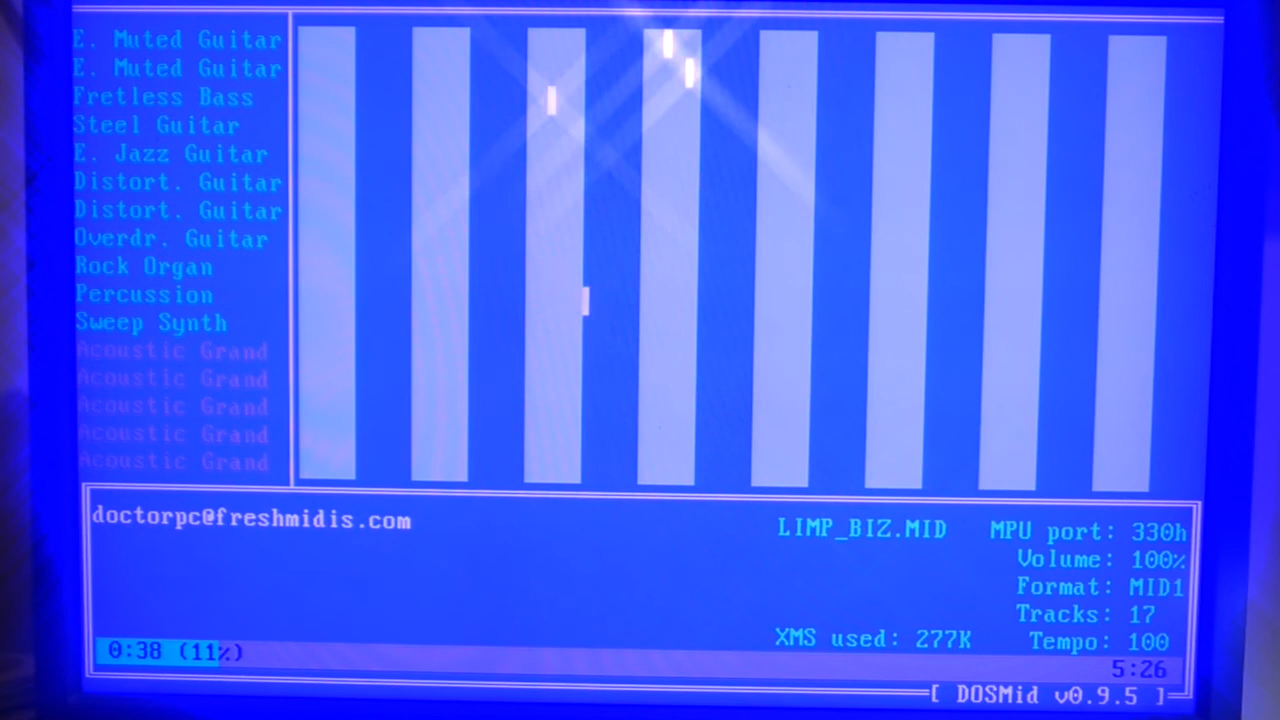 E. Muted Guitar
E. Muted Guitar
Fretless Bass
Steel Guitar
E. Jazz Guitar
Distort. Guitar
Distort. Guitar
Overdr. Guitar
Rock Organ
Percussion
Sweep Synth
Acoustic Grand
Acoustic Grand
Acoustic Grand
Acoustic Grand
Acoustic Grand
doctorpc@freshmidis.com
LIMP_BIZ.MID MPU port: 330h
Volume: 100%
Format: MID1
Tracks: 17
XMS used: 277K Tempo: 100
0:38 (11%) 5:26
[ DOSMid v0.9.5 ]